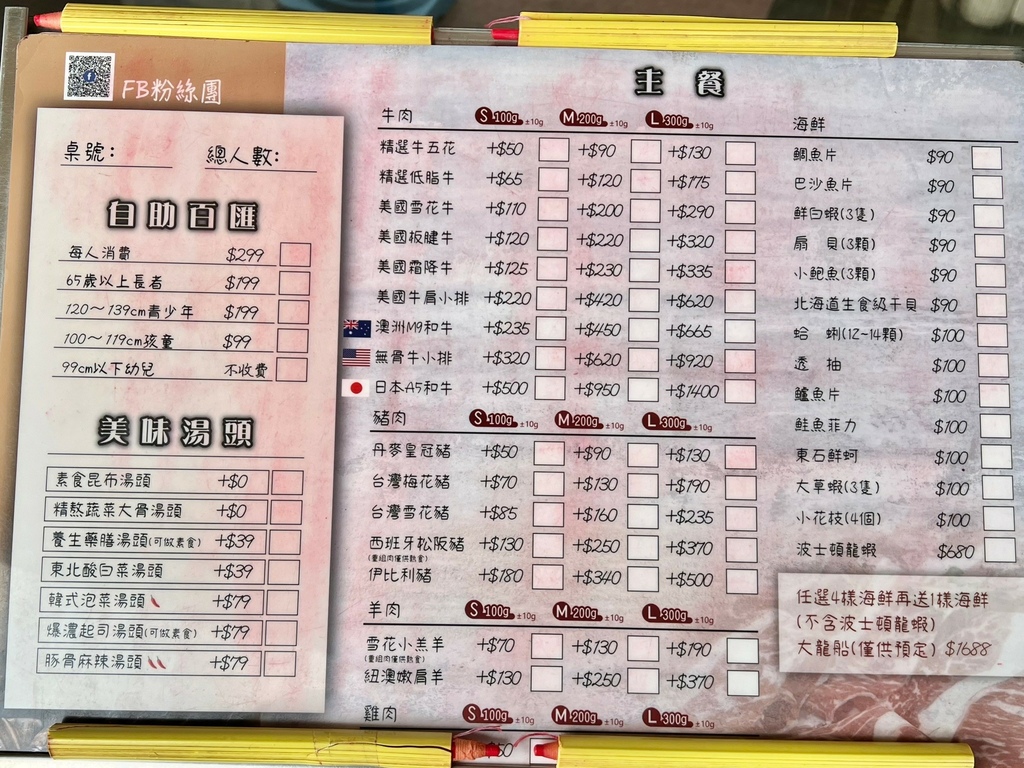 FB粉絲團
桌號: 總人數:
自助百匯
每人消費 $299
65歲以上長者 $199
120～139cm青少年 $199
100～119cm孩童 $99
99cm以下幼兒 不收費
美味湯頭
素食昆布湯頭 +$0
精熬蔬菜大骨湯頭 +$0
養生藥膳湯頭(可做素食) +$39
東北酸白菜湯頭 +$39
韓式泡菜湯頭 +$79
爆濃起司湯頭(可做素食) +$79
豚骨麻辣湯頭 +$79
主餐
牛肉 S 100g ±10g M 200g ±10g L 300g ±10g
精選牛五花 +$50 +$90 +$130
精選低脂牛 +$65 +$120 +$175
美國雪花牛 +$110 +$200 +$290
美國板腱牛 +$120 +$220 +$320
美國霜降牛 +$125 +$230 +$335
美國牛肩小排 +$220 +$420 +$620
澳洲M9和牛 +$235 +$450 +$665
無骨牛小排 +$320 +$620 +$920
日本A5和牛 +$500 +$950 +$1400
豬肉 S 100g ±10g M 200g ±10g L 300g ±10g
丹麥皇冠豬 +$50 +$90 +$130
台灣梅花豬 +$70 +$130 +$190
台灣雪花豬 +$85 +$160 +$235
西班牙松阪豬 +$130 +$250 +$370
(重組肉僅供熟食)
伊比利豬 +$180 +$340 +$500
羊肉 S 100g ±10g M 200g ±10g L 300g ±10g
雪花小羔羊 +$70 +$130 +$190
(重組肉僅供熟食)
紐澳嫩肩羊 +$130 +$250 +$370
雞肉 S 100g ±10g M 200g ±10g L 300g ±10g
海鮮
鯛魚片 $90
巴沙魚片 $90
鮮白蝦(3隻) $90
扇貝(3顆) $90
小鮑魚(3顆) $90
北海道生食級干貝 $90
蛤蜊(12~14顆) $100
透抽 $100
鱸魚片 $100
鮭魚菲力 $100
東石鮮蚵 $100
大草蝦(3隻) $100
小花枝(4個) $100
波士頓龍蝦 $680
任選4樣海鮮再送1樣海鮮
(不含波士頓龍蝦)
大龍船(僅供預定) $1688